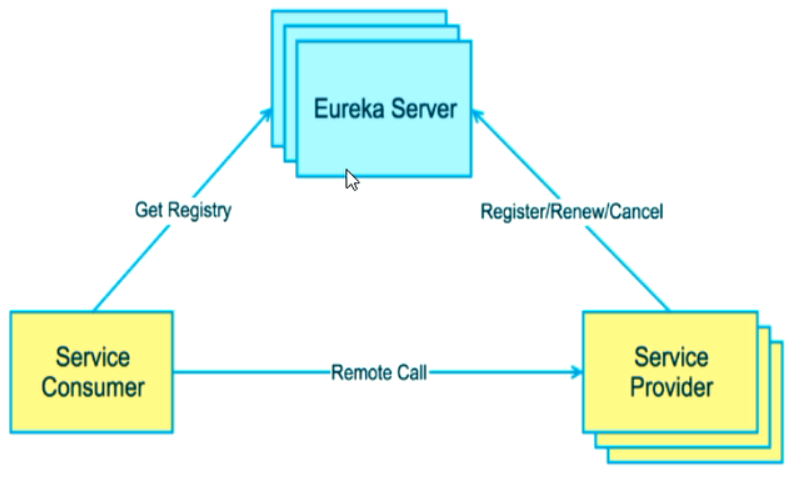 Eureka Server
Get Registry
Register/Renew/Cancel
Service
Consumer
Remote Call
Service
Provider